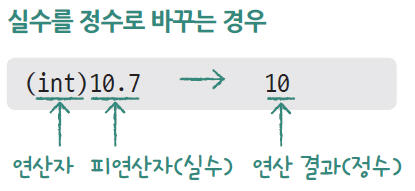 실수를 정수로 바꾸는 경우
(int)10.7 → 10
연산자 피연산자(실수) 연산 결과(정수)